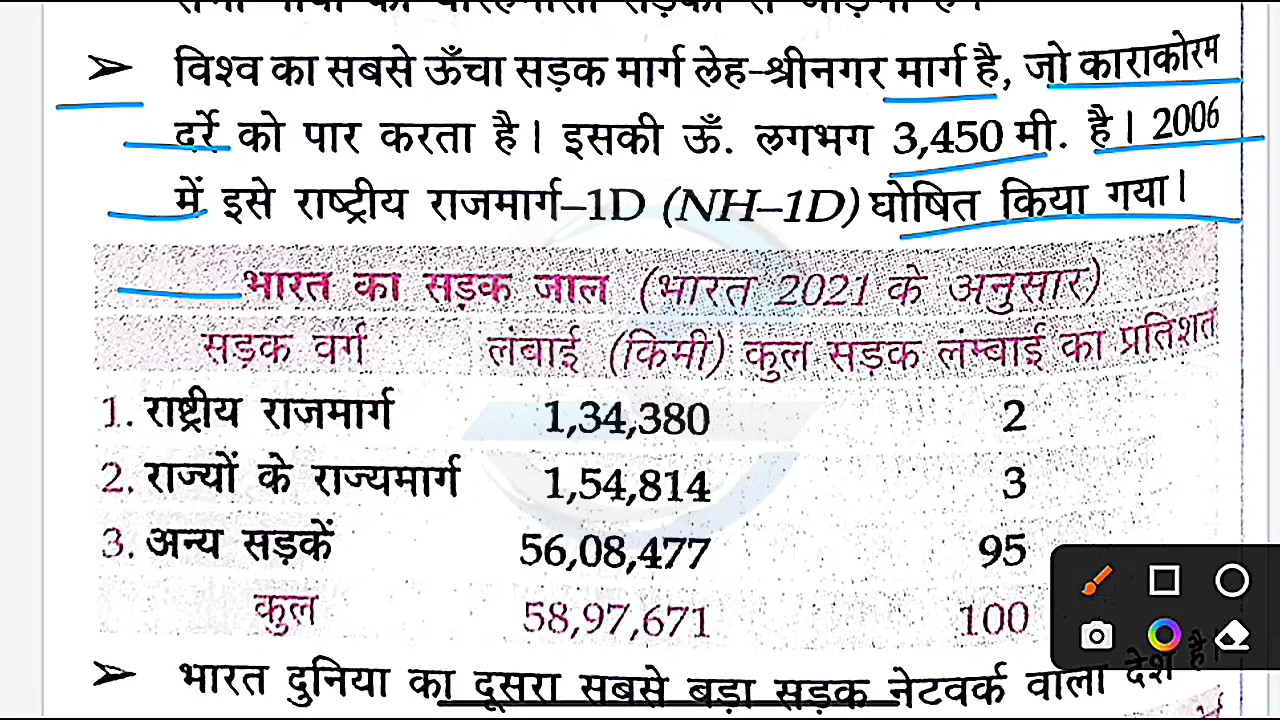 विश्व का सबसे ऊँचा सड़क मार्ग लेह-श्रीनगर मार्ग है, जो काराकोरम
दर्रे को पार करता है। इसकी ऊँ. लगभग 3,450 मी. है। 2006
में इसे राष्ट्रीय राजमार्ग–1D (NH–1D) घोषित किया गया।
भारत का सड़क जाल (भारत 2021 के अनुसार)
सड़क वर्ग लंबाई (किमी) कुल सड़क लम्बाई का प्रतिशत
1. राष्ट्रीय राजमार्ग 1,34,380 2
2. राज्यों के राज्यमार्ग 1,54,814 3
3. अन्य सड़कें 56,08,477 95
कुल 58,97,671 100
भारत दुनिया का दूसरा सबसे बड़ा सड़क नेटवर्क वाला देश है।